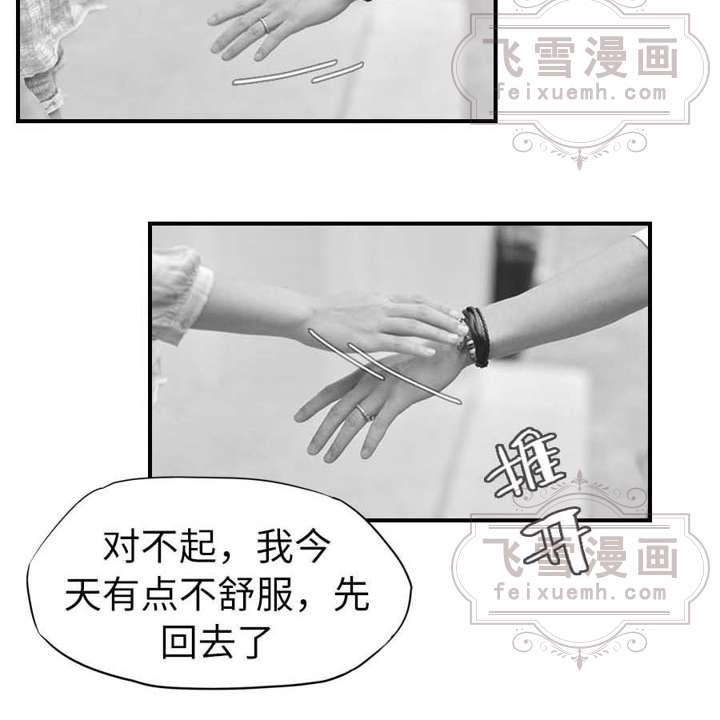 飞雪漫画
feixuemh.com
推
开
对不起，我今
天有点不舒服，先
回去了
飞雪漫画
feixuemh.com